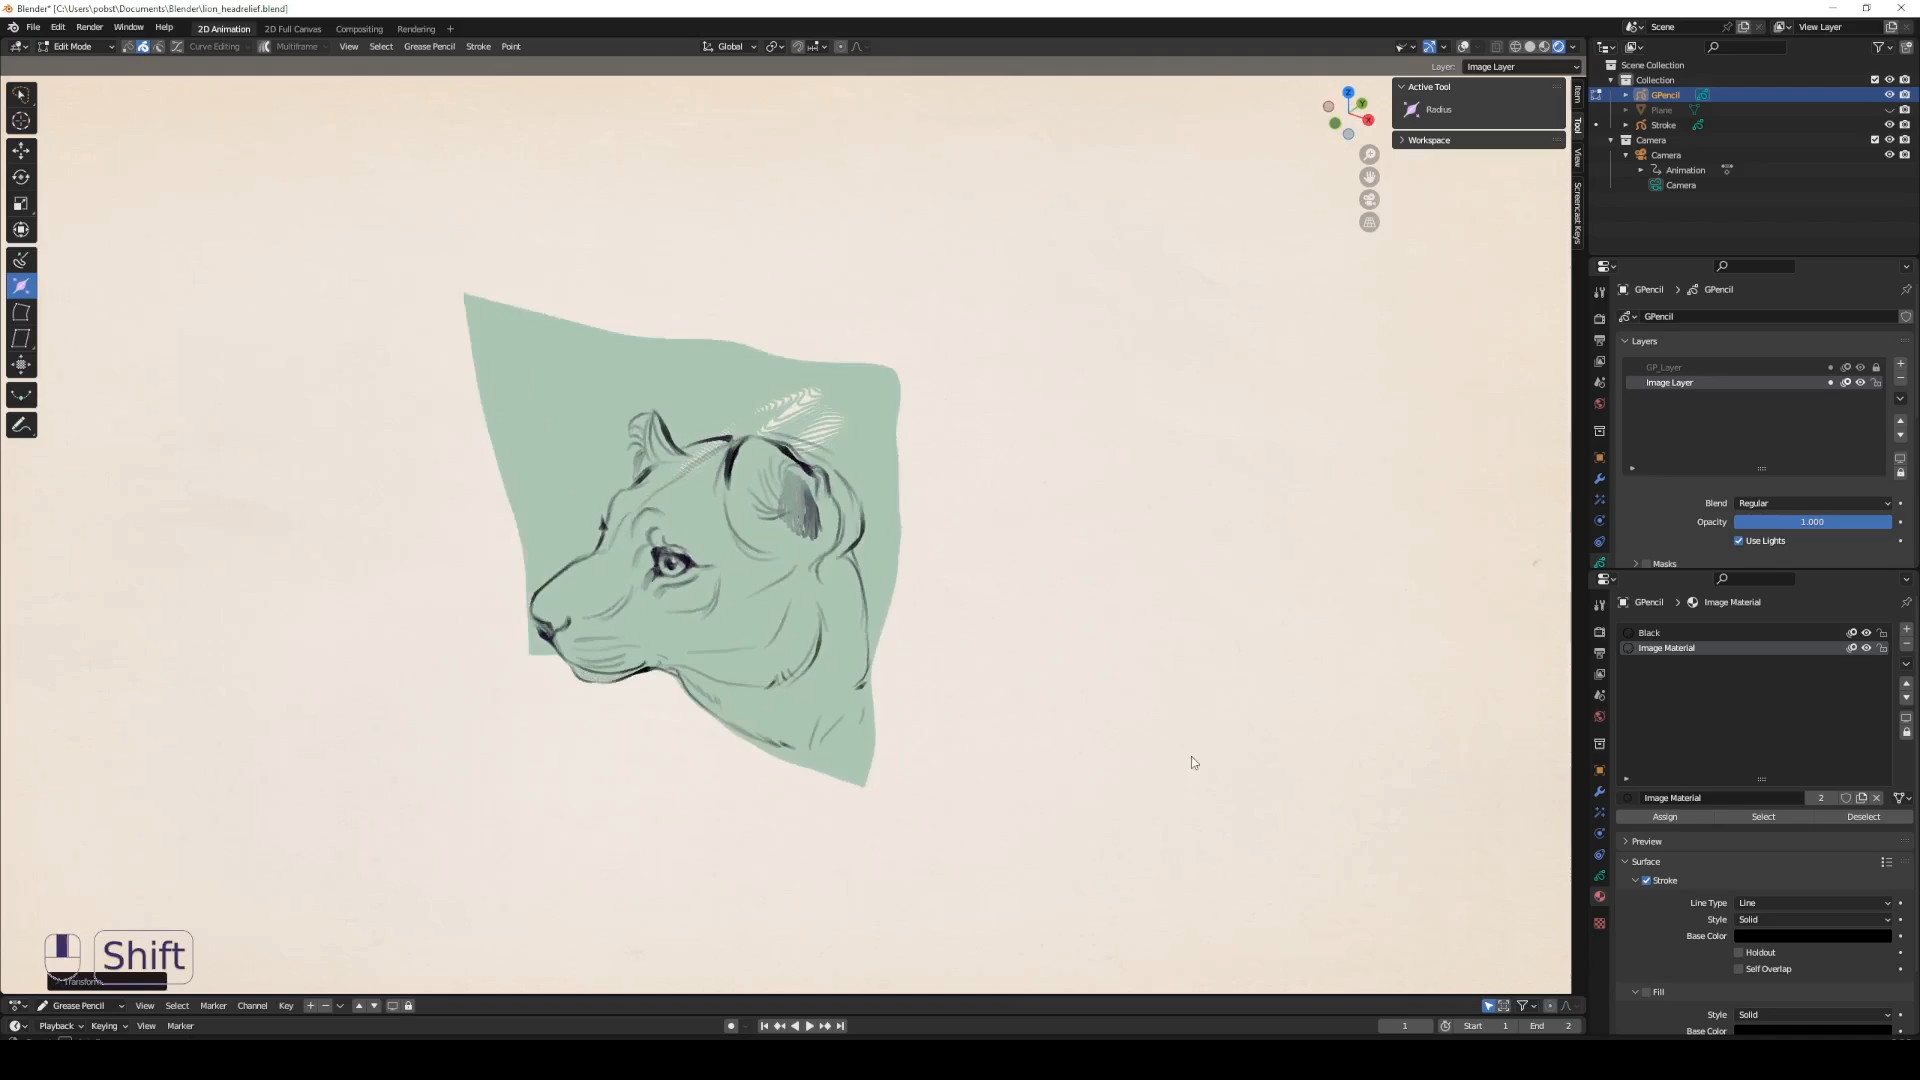 Blender* [C:\Users\pobst\Documents\Blender\lion_headrelief.blend]
File Edit Render Window Help 2D Animation 2D Full Canvas Compositing Rendering +
Scene View Layer
Edit Mode Curve Editing Multiframe View Select Grease Pencil Stroke Point Global
Layer: Image Layer
Active Tool
Radius
Workspace
Item
Tool
View
Screencast Keys
Z
Y
X
Scene Collection
Collection
GPencil
Plane
Stroke
Camera
Camera
Animation
Camera
GPencil > GPencil
GPencil
Layers
GP_Layer
Image Layer
Blend Regular
Opacity 1.000
Use Lights
Masks
GPencil > Image Material
Black
Image Material
Image Material 2
Assign Select Deselect
Preview
Surface
Stroke
Line Type Line
Style Solid
Base Color
Holdout
Self Overlap
Fill
Style Solid
Base Color
Shift
Grease Pencil View Select Marker Channel Key
Playback Keying View Marker 1 Start 1 End 2